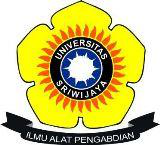 UNIVERSITAS
SRIWIJAYA
ILMU ALAT PENGABDIAN